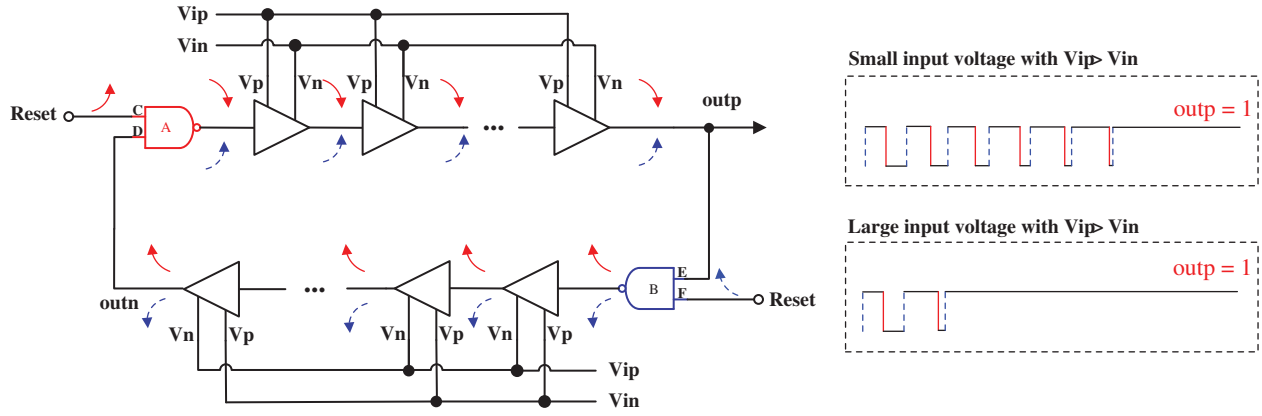 Vip
Vin
Vp
Vn
Vp
Vn
Vp
Vn
Reset
C
D
A
...
outp
E
F
B
Reset
...
outn
Vn
Vp
Vn
Vp
Vn
Vp
Vip
Vin
Small input voltage with Vip> Vin
outp = 1
Large input voltage with Vip> Vin
outp = 1